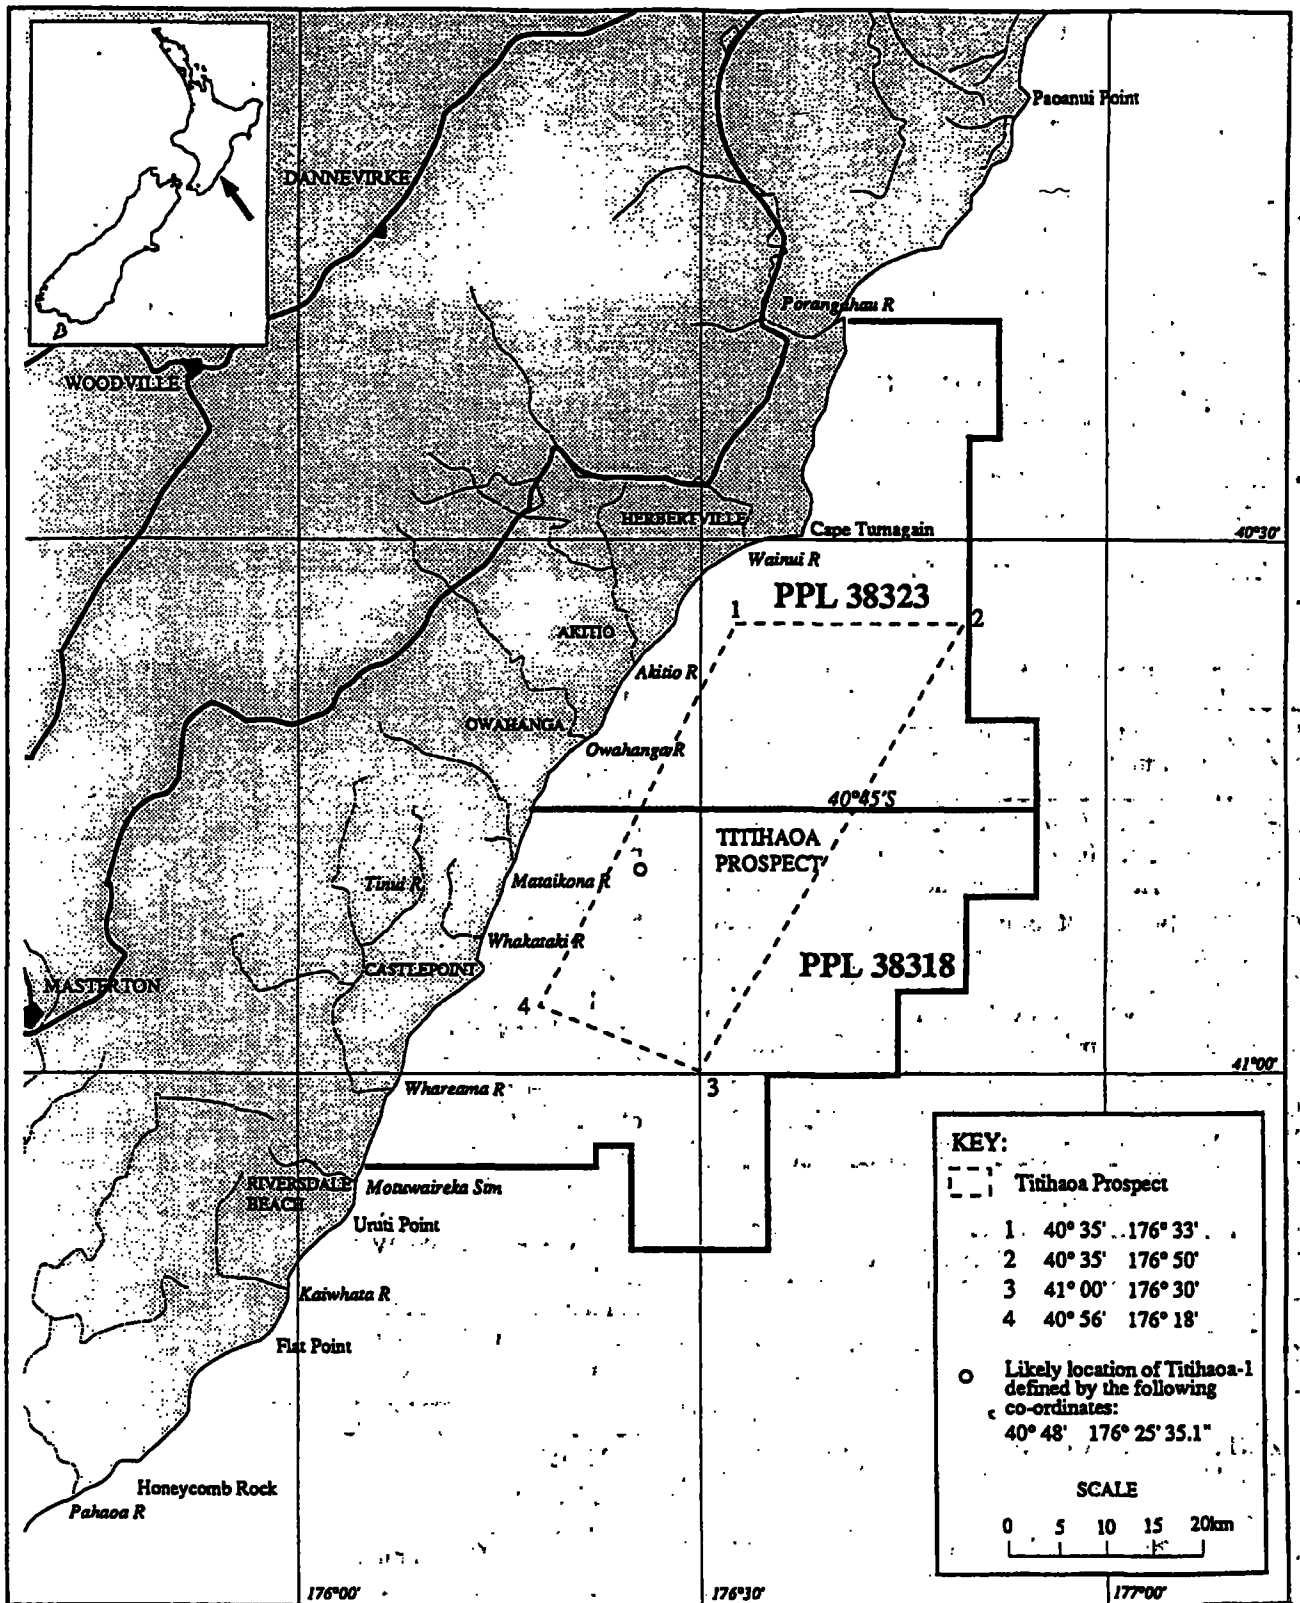 Paoanui Point
DANNEVIRKE
Porangahau R
WOODVILLE
HERBERTVILLE
Cape Turnagain
40°30'
Wainui R
PPL 38323
1
2
AKITIO
Akitio R
OWAHANGA
Owahanga R
40°45'S
TITIHAOA
PROSPECT
Tinui R
Mataikona R
Whakataki R
CASTLEPOINT
PPL 38318
MASTERTON
4
41°00'
Whareama R
3
RIVERSDALE
BEACH
Motuwaireka Stm
Uruti Point
Kaiwhata R
Flat Point
Honeycomb Rock
Pahaoa R
KEY:
Titihaoa Prospect
1 40° 35' 176° 33'
2 40° 35' 176° 50'
3 41° 00' 176° 30'
4 40° 56' 176° 18'
Likely location of Titihaoa-1
defined by the following
co-ordinates:
40° 48' 176° 25' 35.1"
SCALE
0 5 10 15 20km
176°00'
176°30'
177°00'